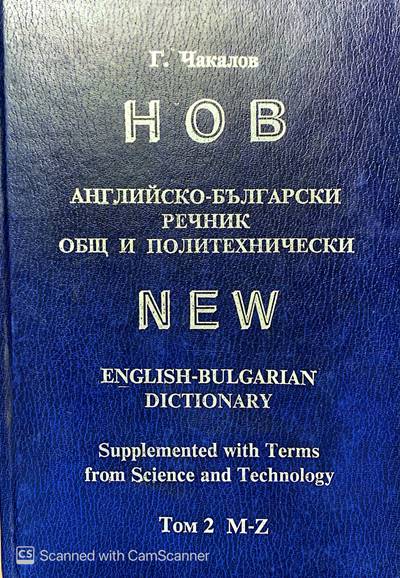 Г. Чакалов
НОВ
АНГЛИЙСКО-БЪЛГАРСКИ
РЕЧНИК
ОБЩ И ПОЛИТЕХНИЧЕСКИ
NEW
ENGLISH-BULGARIAN
DICTIONARY
Supplemented with Terms
from Science and Technology
Том 2 M-Z
CS Scanned with CamScanner